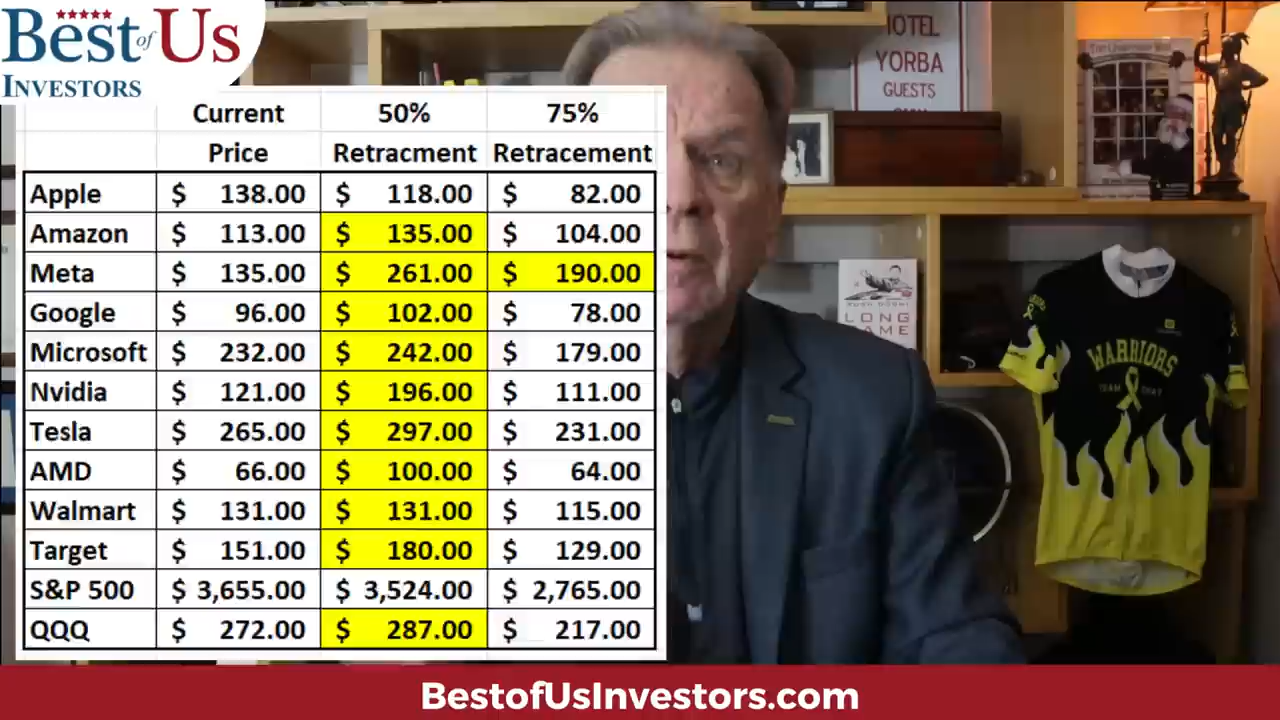 Best of Us
INVESTORS
Current 50% 75%
Price Retracment Retracement
Apple $ 138.00 $ 118.00 $ 82.00
Amazon $ 113.00 $ 135.00 $ 104.00
Meta $ 135.00 $ 261.00 $ 190.00
Google $ 96.00 $ 102.00 $ 78.00
Microsoft $ 232.00 $ 242.00 $ 179.00
Nvidia $ 121.00 $ 196.00 $ 111.00
Tesla $ 265.00 $ 297.00 $ 231.00
AMD $ 66.00 $ 100.00 $ 64.00
Walmart $ 131.00 $ 131.00 $ 115.00
Target $ 151.00 $ 180.00 $ 129.00
S&P 500 $ 3,655.00 $ 3,524.00 $ 2,765.00
QQQ $ 272.00 $ 287.00 $ 217.00
HOTEL
YORBA
GUESTS
LONG
GAME
WARRIORS
TEAM
BestofUsInvestors.com